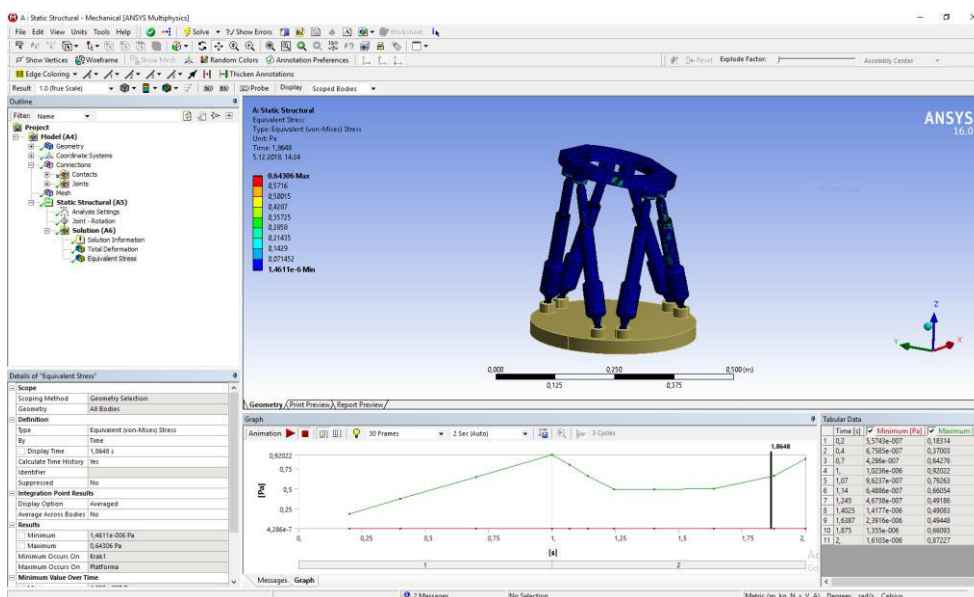 A : Static Structural - Mechanical [ANSYS Multiphysics]
File Edit View Units Tools Help Solve ?/ Show Errors Worksheet
Show Vertices Wireframe Show Mesh Random Colors Annotation Preferences Reset Explode Factor: Assembly Center
Edge Coloring Thicken Annotations
Result 1.0 (True Scale) Probe Display Scoped Bodies
Outline
Filter: Name
Project
Model (A4)
Geometry
Coordinate Systems
Connections
Contacts
Joints
Mesh
Static Structural (A5)
Analysis Settings
Joint - Rotation
Solution (A6)
Solution Information
Total Deformation
Equivalent Stress
A: Static Structural
Equivalent Stress
Type: Equivalent (von-Mises) Stress
Unit: Pa
Time: 1,8648
5.12.2018, 14:24
0,64306 Max
0,5716
0,50015
0,4287
0,35725
0,2858
0,21435
0,1429
0,071452
1,4611e-6 Min
ANSYS
16.0
Z
Y
X
0,000 0,250 0,500 (m)
0,125 0,375
Geometry Print Preview Report Preview
Details of "Equivalent Stress"
Scope
Scoping Method Geometry Selection
Geometry All Bodies
Definition
Type Equivalent (von-Mises) Stress
By Time
Display Time 1,8648 s
Calculate Time History Yes
Identifier
Suppressed No
Integration Point Results
Display Option Averaged
Average Across Bodies No
Results
Minimum 1,4611e-006 Pa
Maximum 0,64306 Pa
Minimum Occurs On Krak1
Maximum Occurs On Platforma
Minimum Value Over Time
Graph
Animation 30 Frames 2 Sec (Auto) 3 Cycles
1,8648
0,92022
0,75
0,5
0,25
4,286e-7
[Pa]
0, 0,25 0,5 0,75 1, 1,25 1,5 1,75 2,
[s]
1 2
Messages Graph
Tabular Data
Time [s] Minimum [Pa] Maximum [
1 0,2 5,5743e-007 0,18314
2 0,4 6,7585e-007 0,37003
3 0,7 4,286e-007 0,64276
4 1, 1,0236e-006 0,92022
5 1,07 9,6237e-007 0,79263
6 1,14 6,4886e-007 0,66054
7 1,245 4,6738e-007 0,49186
8 1,4025 1,4177e-006 0,49083
9 1,6387 2,3916e-006 0,49448
10 1,875 1,355e-006 0,66093
11 2, 1,6103e-006 0,87227
2 Messages No Selection Metric (m, kg, N, s, V, A) Degrees rad/s Celsius